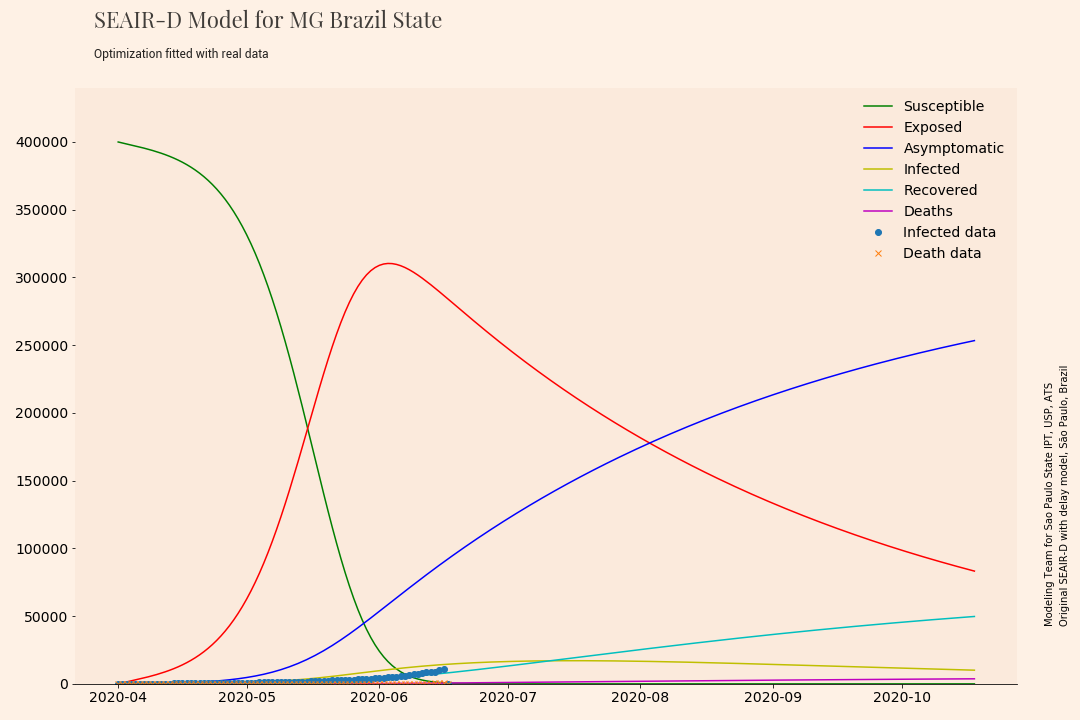 SEAIR-D Model for MG Brazil State
Optimization fitted with real data
Susceptible
Exposed
Asymptomatic
Infected
Recovered
Deaths
Infected data
Death data
400000
350000
300000
250000
200000
150000
100000
50000
0
2020-04
2020-05
2020-06
2020-07
2020-08
2020-09
2020-10
Modeling Team for Sao Paulo State IPT, USP, ATS
Original SEAIR-D with delay model, São Paulo, Brazil